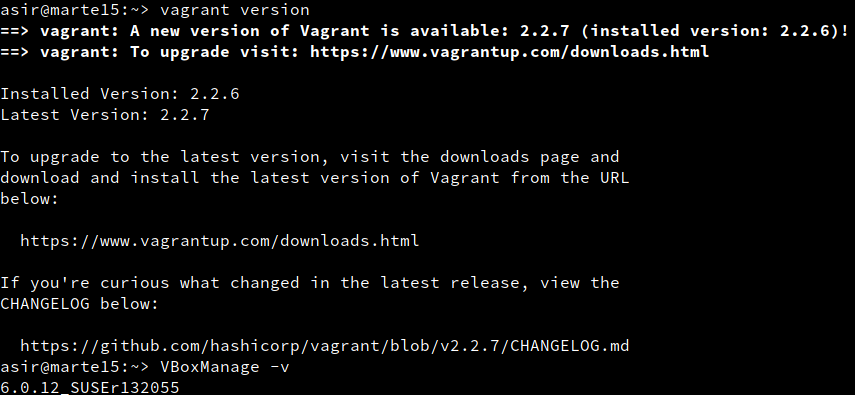 asir@marte15:~> vagrant version
==> vagrant: A new version of Vagrant is available: 2.2.7 (installed version: 2.2.6)!
==> vagrant: To upgrade visit: https://www.vagrantup.com/downloads.html
Installed Version: 2.2.6
Latest Version: 2.2.7
To upgrade to the latest version, visit the downloads page and
download and install the latest version of Vagrant from the URL
below:
https://www.vagrantup.com/downloads.html
If you're curious what changed in the latest release, view the
CHANGELOG below:
https://github.com/hashicorp/vagrant/blob/v2.2.7/CHANGELOG.md
asir@marte15:~> VBoxManage -v
6.0.12_SUSEr132055